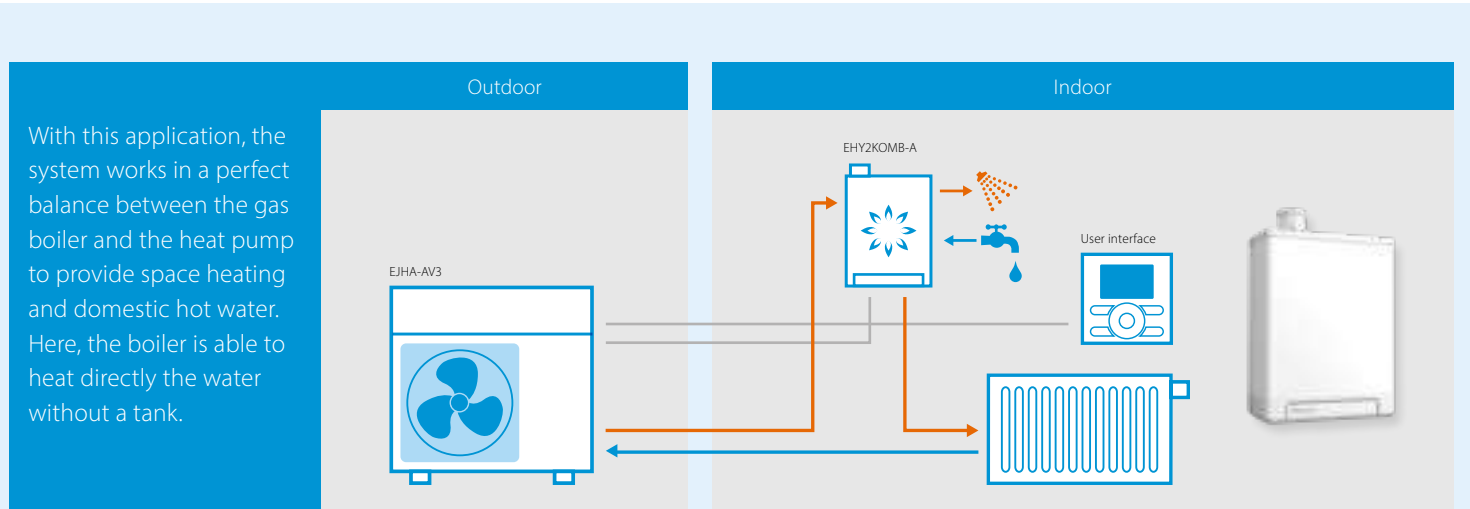 Outdoor
Indoor
With this application, the
system works in a perfect
balance between the gas
boiler and the heat pump
to provide space heating
and domestic hot water.
Here, the boiler is able to
heat directly the water
without a tank.
EJHA-AV3
EHY2KOMB-A
User interface